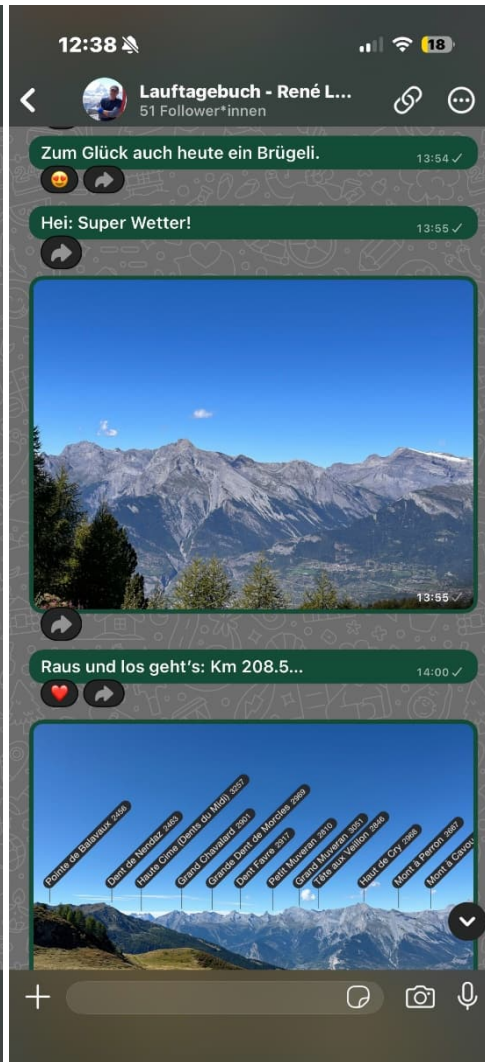 12:38
18
Lauftagebuch - René L...
51 Follower*innen
Zum Glück auch heute ein Brügeli.
13:54
Hei: Super Wetter!
13:55
13:55
Raus und los geht's: Km 208.5...
14:00
Pointe de Balavaux 2456
Dent de Nendaz 2463
Haute Cime (Dents du Midi) 3257
Grand Chavalard 2901
Grande Dent de Morcles 2969
Dent Favre 2917
Petit Muveran 2810
Grand Muveran 3051
Tête aux Veillon 2846
Haut de Cry 2968
Mont à Perron 2667
Mont à Cavou